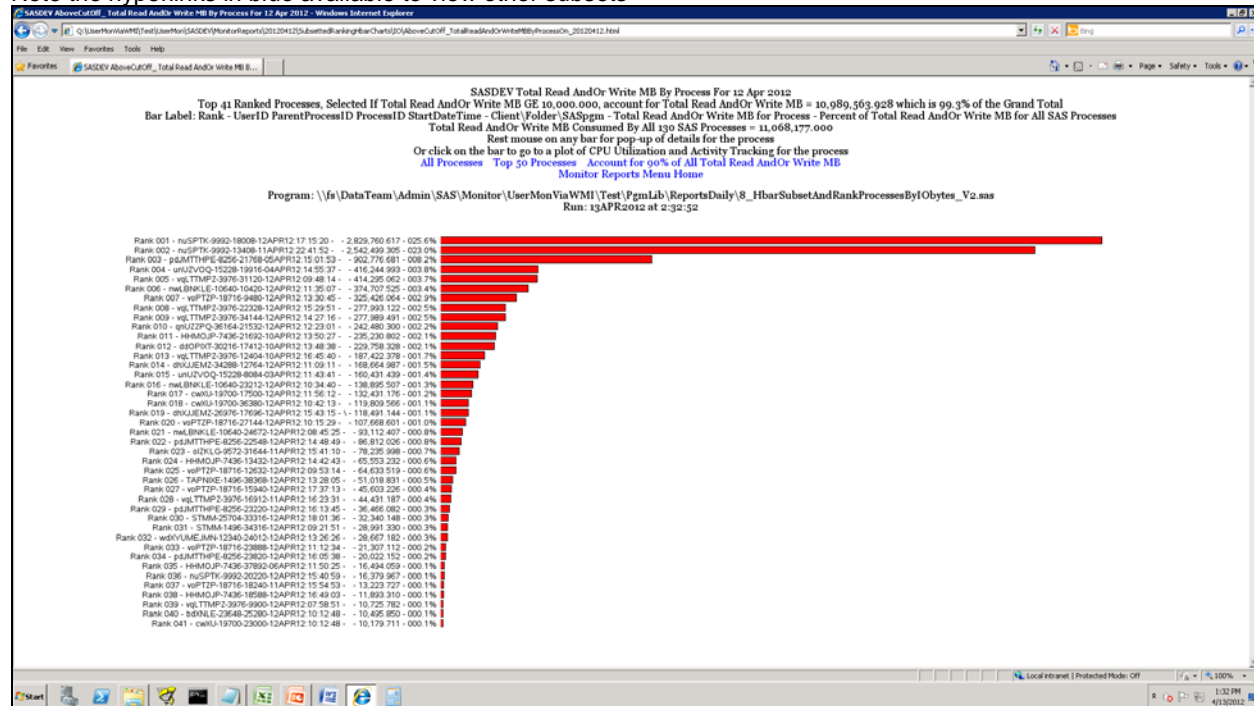 Note the hyperlinks in blue available to view other subsets
SASDEV AboveCutOff_ Total Read AndOr Write MB By Process For 12 Apr 2012 - Windows Internet Explorer
Q:\UserMonViaWMI\Test\UserMon\SASDEV\MonitorReports\20120412\SubsettedRankingHbarCharts\IO\AboveCutOff_TotalReadAndOrWriteMBByProcessOn_20120412.html
Bing
File Edit View Favorites Tools Help
Favorites SASDEV AboveCutOff_ Total Read AndOr Write MB B...
Page Safety Tools
SASDEV Total Read AndOr Write MB By Process For 12 Apr 2012
Top 41 Ranked Processes, Selected If Total Read AndOr Write MB GE 10,000.000, account for Total Read AndOr Write MB = 10,989,563.928 which is 99.3% of the Grand Total
Bar Label: Rank - UserID ParentProcessID ProcessID StartDateTime - Client\Folder\SASpgm - Total Read AndOr Write MB for Process - Percent of Total Read AndOr Write MB for All SAS Processes
Total Read AndOr Write MB Consumed By All 130 SAS Processes = 11,068,177.000
Rest mouse on any bar for pop-up of details for the process
Or click on the bar to go to a plot of CPU Utilization and Activity Tracking for the process
All Processes Top 50 Processes Account for 90% of All Total Read AndOr Write MB
Monitor Reports Menu Home
Program: \\fs\DataTeam\Admin\SAS\Monitor\UserMonViaWMI\Test\PgmLib\ReportsDaily\8_HbarSubsetAndRankProcessesByIObytes_V2.sas
Run: 13APR2012 at 2:32:52
Rank 001 - nuSPTK-9992-18008-12APR12:17:15:20 - - 2,829,760.617 - 025.6%
Rank 002 - nuSPTK-9992-13408-11APR12:22:41:52 - - 2,542,499.305 - 023.0%
Rank 003 - pdJMTTHPE-8256-21768-05APR12:15:01:53 - - 902,776.681 - 008.2%
Rank 004 - unUZVOQ-15228-19916-04APR12:14:55:37 - - 416,244.993 - 003.8%
Rank 005 - vqLTTMPZ-3976-31120-12APR12:09:48:14 - - 414,295.062 - 003.7%
Rank 006 - nwLBNKLE-10640-10420-12APR12:11:35:07 - - 374,707.525 - 003.4%
Rank 007 - voPTZP-18716-9480-12APR12:13:30:45 - - 325,426.064 - 002.9%
Rank 008 - vqLTTMPZ-3976-22328-12APR12:15:29:51 - - 277,993.122 - 002.5%
Rank 009 - vqLTTMPZ-3976-34144-12APR12:14:27:16 - - 277,989.491 - 002.5%
Rank 010 - qnUZZPQ-36164-21532-12APR12:12:23:01 - - 242,480.300 - 002.2%
Rank 011 - HHMOJP-7436-21692-10APR12:13:50:27 - - 235,230.802 - 002.1%
Rank 012 - ddOPIXT-30216-17412-10APR12:13:48:38 - - 229,758.328 - 002.1%
Rank 013 - vqLTTMPZ-3976-12404-12APR12:16:45:40 - - 187,422.378 - 001.7%
Rank 014 - dhXJJEMZ-34288-12764-12APR12:11:09:11 - - 168,664.987 - 001.5%
Rank 015 - unUZVOQ-15228-8084-03APR12:11:43:41 - - 160,431.439 - 001.4%
Rank 016 - nwLBNKLE-10640-23212-12APR12:10:34:40 - - 138,895.507 - 001.3%
Rank 017 - cwXU-19700-17500-12APR12:11:56:12 - - 132,431.176 - 001.2%
Rank 018 - cwXU-19700-36380-12APR12:10:42:13 - - 119,809.566 - 001.1%
Rank 019 - dhXJJEMZ-26976-17696-12APR12:15:43:15 - \ - 118,491.144 - 001.1%
Rank 020 - voPTZP-18716-27144-12APR12:10:15:29 - - 107,668.601 - 001.0%
Rank 021 - nwLBNKLE-10640-24672-12APR12:08:45:25 - - 93,112.407 - 000.8%
Rank 022 - pdJMTTHPE-8256-22548-12APR12:14:48:49 - - 86,812.026 - 000.8%
Rank 023 - olZKLG-9572-31644-11APR12:15:41:10 - - 78,235.998 - 000.7%
Rank 024 - HHMOJP-7436-13432-12APR12:14:42:43 - - 65,553.232 - 000.6%
Rank 025 - voPTZP-18716-12632-12APR12:09:53:14 - - 64,633.519 - 000.6%
Rank 026 - TAPNIXE-1496-38368-12APR12:13:28:05 - - 51,018.831 - 000.5%
Rank 027 - voPTZP-18716-15940-12APR12:17:37:13 - - 45,603.226 - 000.4%
Rank 028 - vqLTTMPZ-3976-16912-11APR12:16:23:31 - - 44,431.187 - 000.4%
Rank 029 - pdJMTTHPE-8256-23220-12APR12:16:13:45 - - 36,466.082 - 000.3%
Rank 030 - STMM-25704-33316-12APR12:18:01:36 - - 32,340.148 - 000.3%
Rank 031 - STMM-1496-34316-12APR12:09:21:51 - - 28,991.330 - 000.3%
Rank 032 - wdXYUMEJMN-12340-24012-12APR12:13:26:26 - - 28,667.182 - 000.3%
Rank 033 - voPTZP-18716-23888-12APR12:11:12:34 - - 21,307.112 - 000.2%
Rank 034 - pdJMTTHPE-8256-23820-12APR12:16:05:38 - - 20,022.152 - 000.2%
Rank 035 - HHMOJP-7436-37892-06APR12:11:50:25 - - 16,494.059 - 000.1%
Rank 036 - nuSPTK-9992-20220-12APR12:15:40:59 - - 16,379.967 - 000.1%
Rank 037 - voPTZP-18716-18240-11APR12:15:54:53 - - 13,223.727 - 000.1%
Rank 038 - HHMOJP-7436-18588-12APR12:16:49:03 - - 11,893.310 - 000.1%
Rank 039 - vqLTTMPZ-3976-9900-12APR12:07:58:51 - - 10,725.782 - 000.1%
Rank 040 - bdXNLE-23648-25280-12APR12:10:12:48 - - 10,495.850 - 000.1%
Rank 041 - cwXU-19700-23000-12APR12:10:12:48 - - 10,179.711 - 000.1%
Local intranet | Protected Mode: Off
100%
Start
1:32 PM
4/13/2012